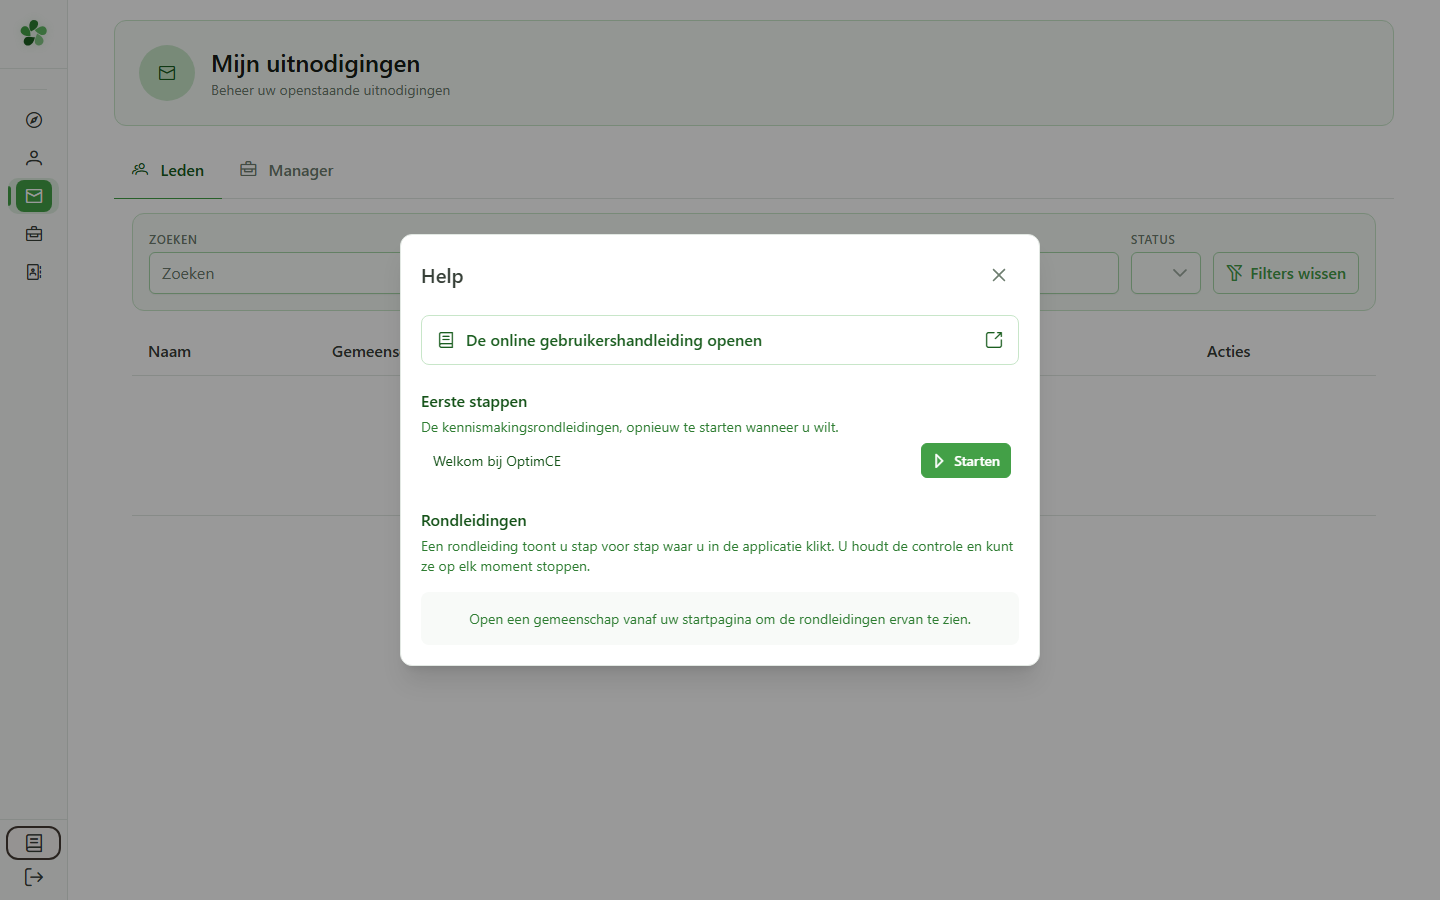 Mijn uitnodigingen
Beheer uw openstaande uitnodigingen
Leden
Manager
ZOEKEN
STATUS
Zoeken
Filters wissen
Naam
Acties
Help
De online gebruikershandleiding openen
Eerste stappen
De kennismakingsrondleidingen, opnieuw te starten wanneer u wilt.
Welkom bij OptimCE
Starten
Rondleidingen
Een rondleiding toont u stap voor stap waar u in de applicatie klikt. U houdt de controle en kunt
ze op elk moment stoppen.
Open een gemeenschap vanaf uw startpagina om de rondleidingen ervan te zien.